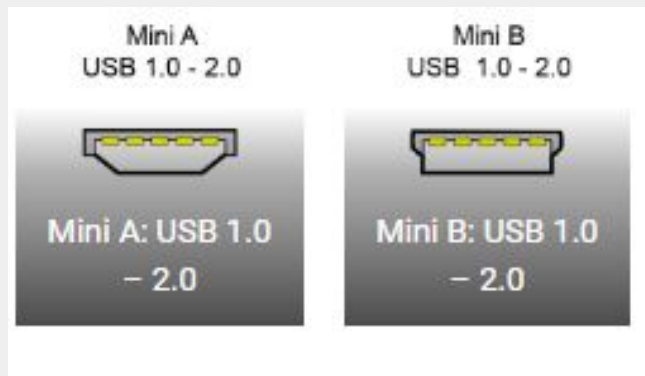 Mini A
USB 1.0 - 2.0
Mini B
USB 1.0 - 2.0
Mini A: USB 1.0
– 2.0
Mini B: USB 1.0
– 2.0